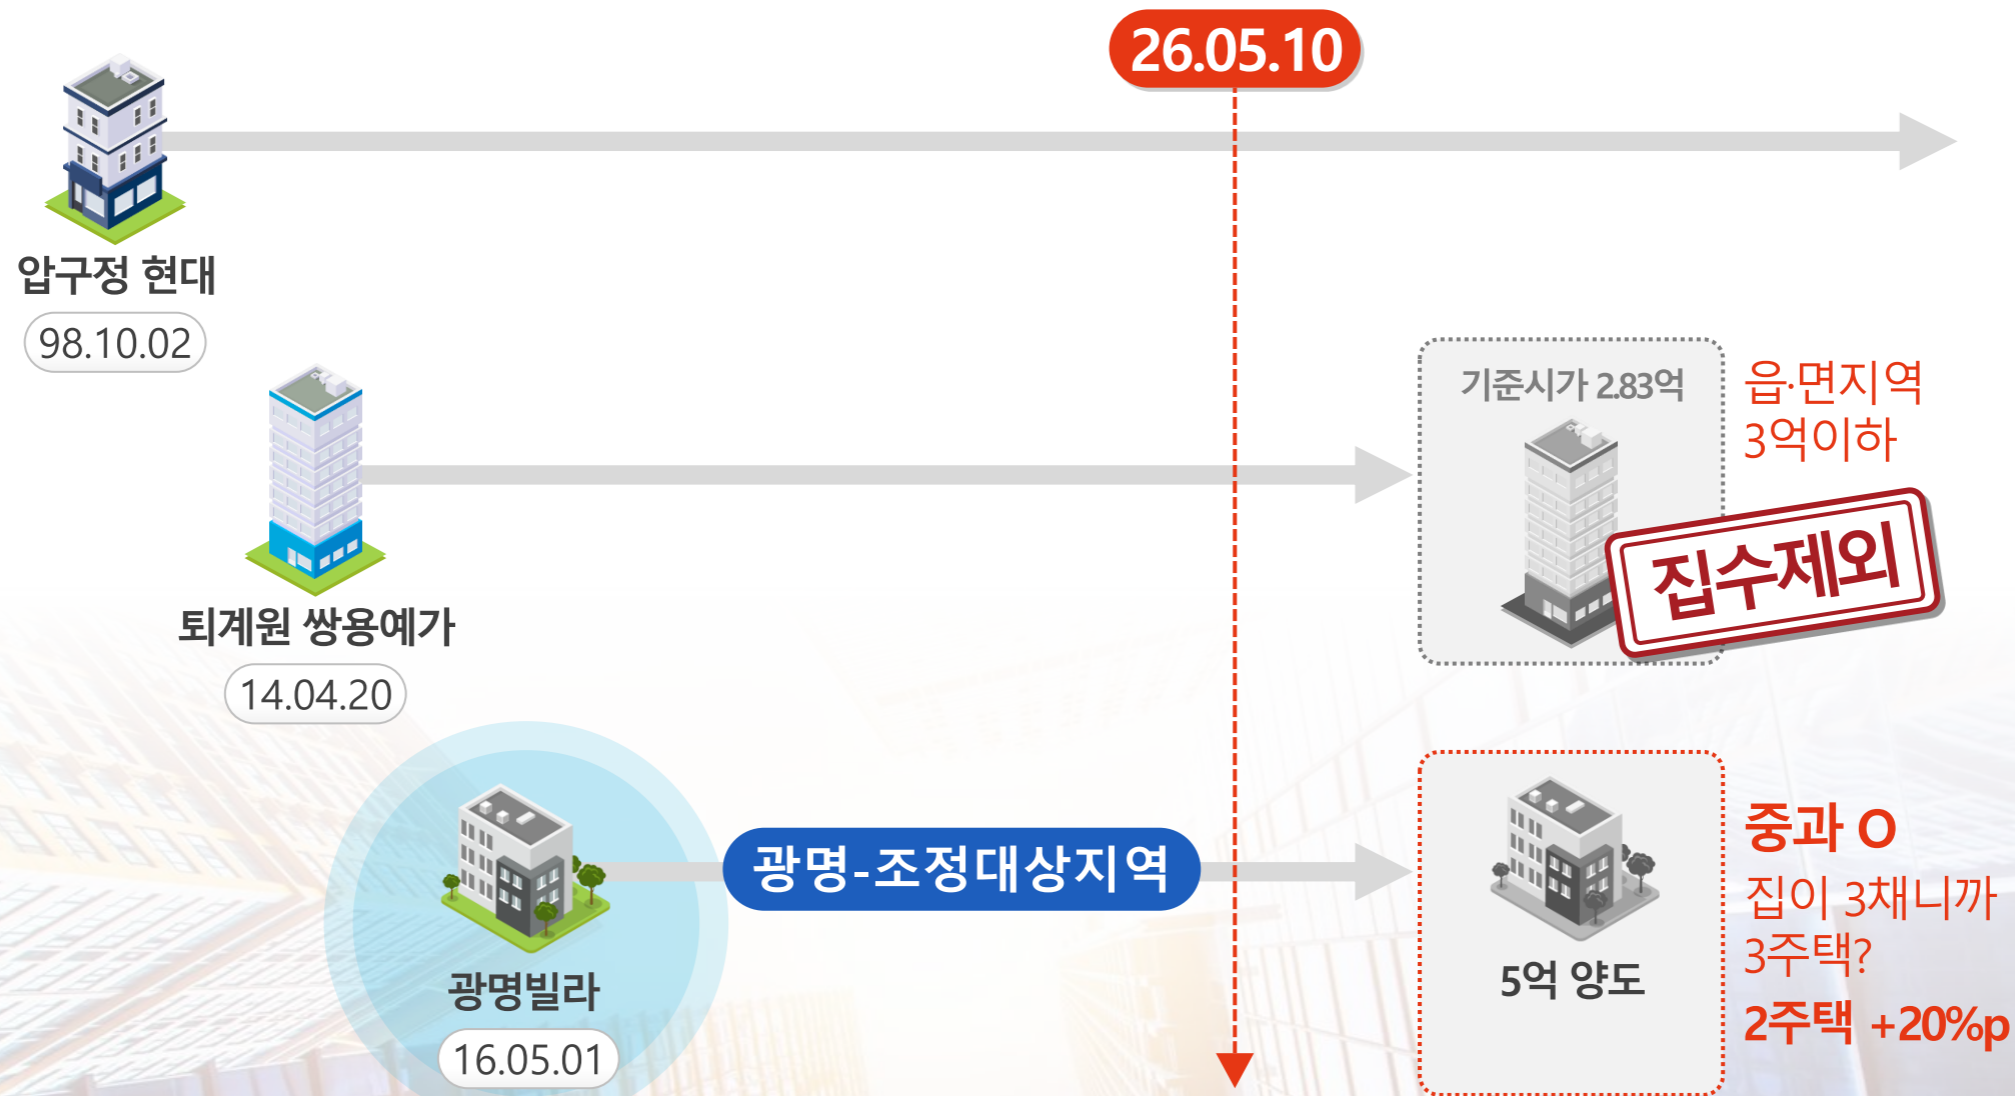 26.05.10
압구정 현대
98.10.02
기준시가 2.83억
읍·면지역
3억이하
집수제외
퇴계원 쌍용예가
14.04.20
광명-조정대상지역
중과 O
집이 3채니까
3주택?
2주택 +20%p
5억 양도
광명빌라
16.05.01